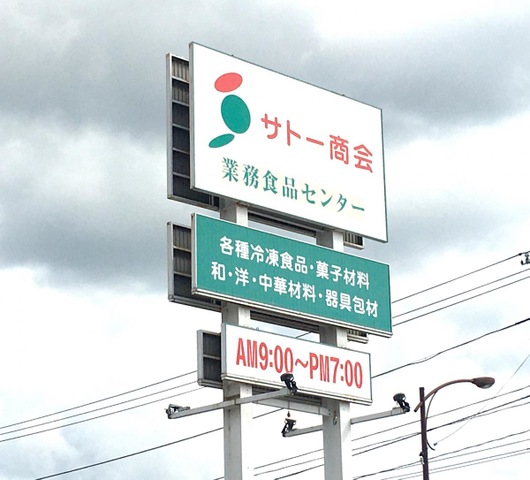 サトー商会
業務食品センター
各種冷凍食品・菓子材料
和・洋・中華材料・器具包材
AM9:00～PM7:00